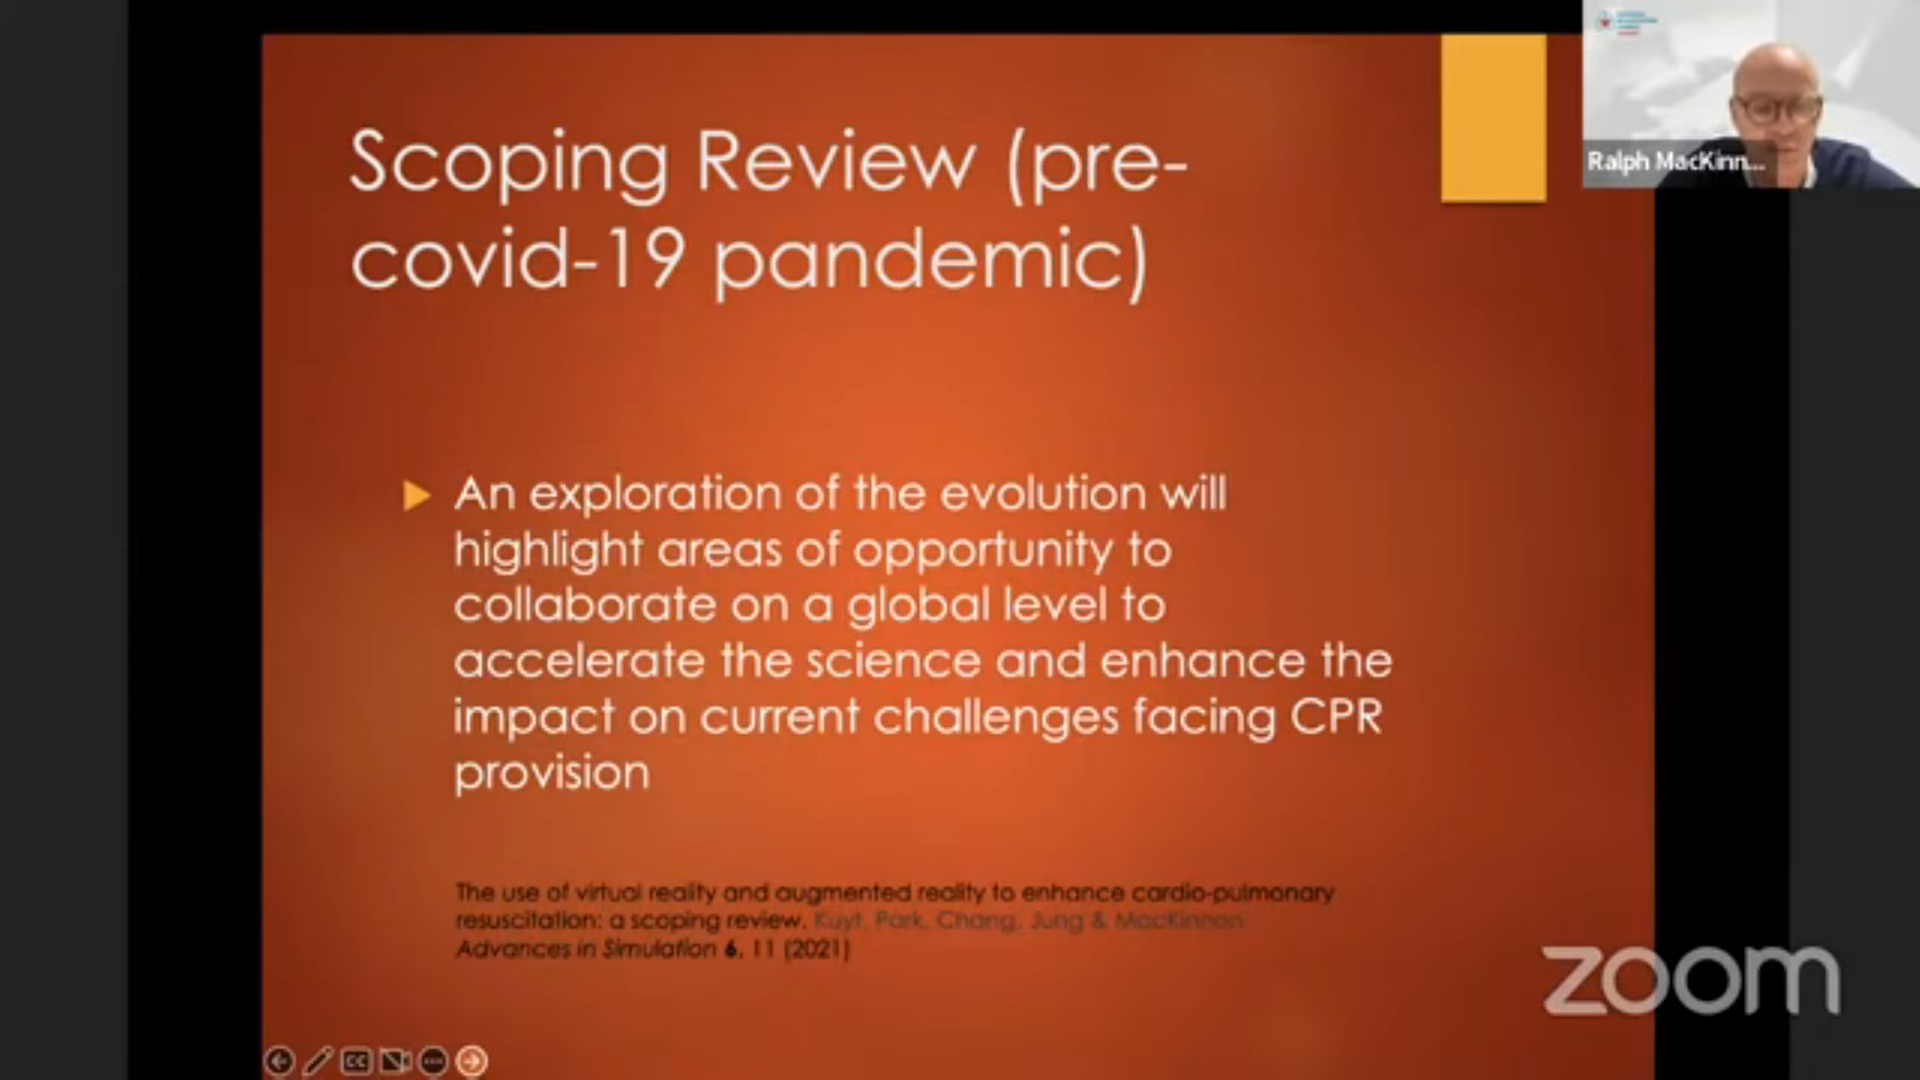 Scoping Review (pre-
covid-19 pandemic)
Ralph MacKinn...
An exploration of the evolution will
highlight areas of opportunity to
collaborate on a global level to
accelerate the science and enhance the
impact on current challenges facing CPR
provision
The use of virtual reality and augmented reality to enhance cardio-pulmonary
resuscitation: a scoping review. Kuyt, Park, Chang, Jung & MacKinnon
Advances in Simulation 6, 11 (2021)
zoom
CC